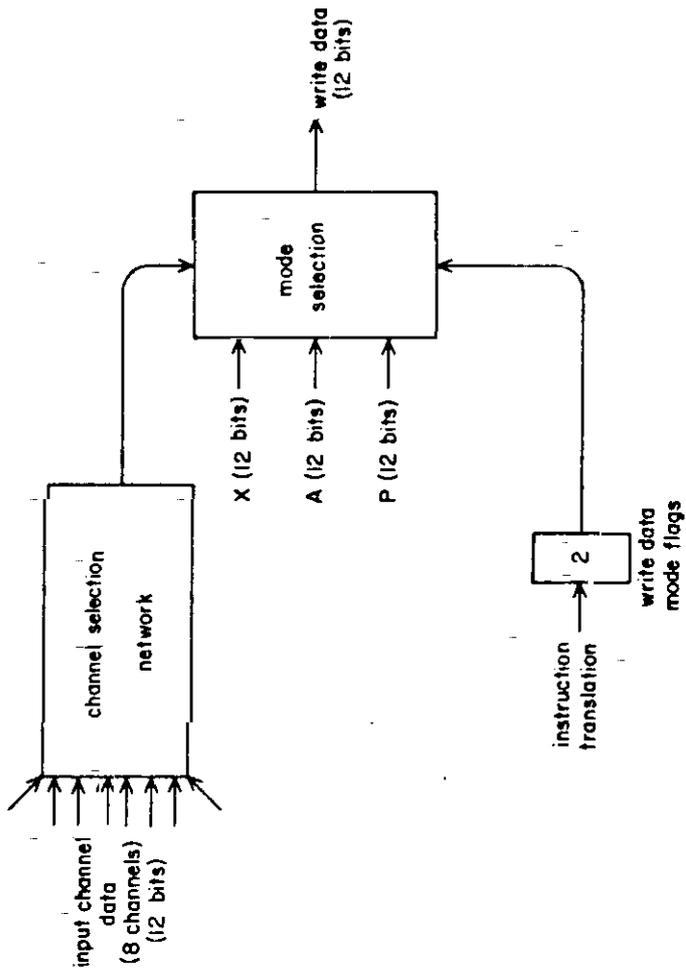 input channel
data
(8 channels)
(12 bits)
channel selection
network
X (12 bits)
A (12 bits)
P (12 bits)
mode
selection
write data
(12 bits)
instruction
translation
2
write data
mode flags